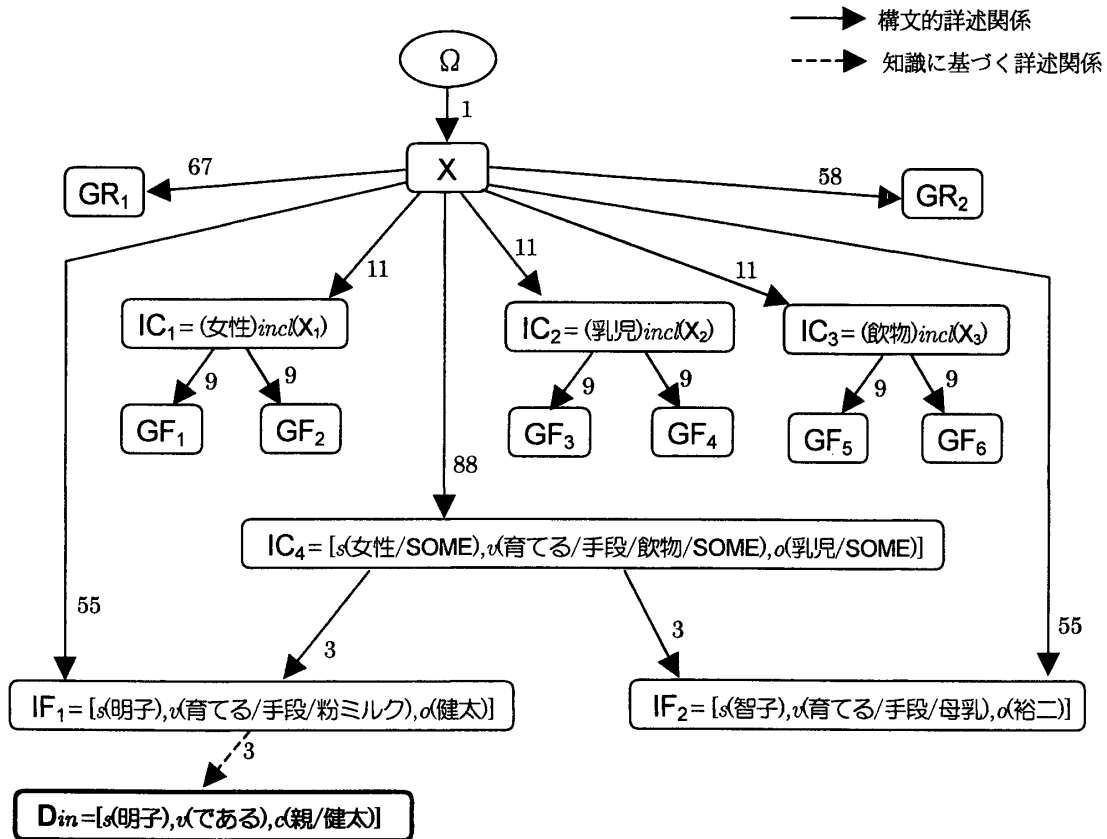 構文的詳述関係
知識に基づく詳述関係
Ω
1
X
67
58
GR₁
GR₂
11
11
11
IC₁ = (女性)incl(X₁)
IC₂ = (乳児)incl(X₂)
IC₃ = (飲物)incl(X₃)
9
9
9
9
9
9
GF₁
GF₂
GF₃
GF₄
GF₅
GF₆
88
IC₄ = [s(女性/SOME),v(育てる/手段/飲物/SOME),o(乳児/SOME)]
55
3
3
55
IF₁ = [s(明子),v(育てる/手段/粉ミルク),o(健太)]
IF₂ = [s(智子),v(育てる/手段/母乳),o(裕二)]
3
Din=[s(明子),v(である),c(親/健太)]